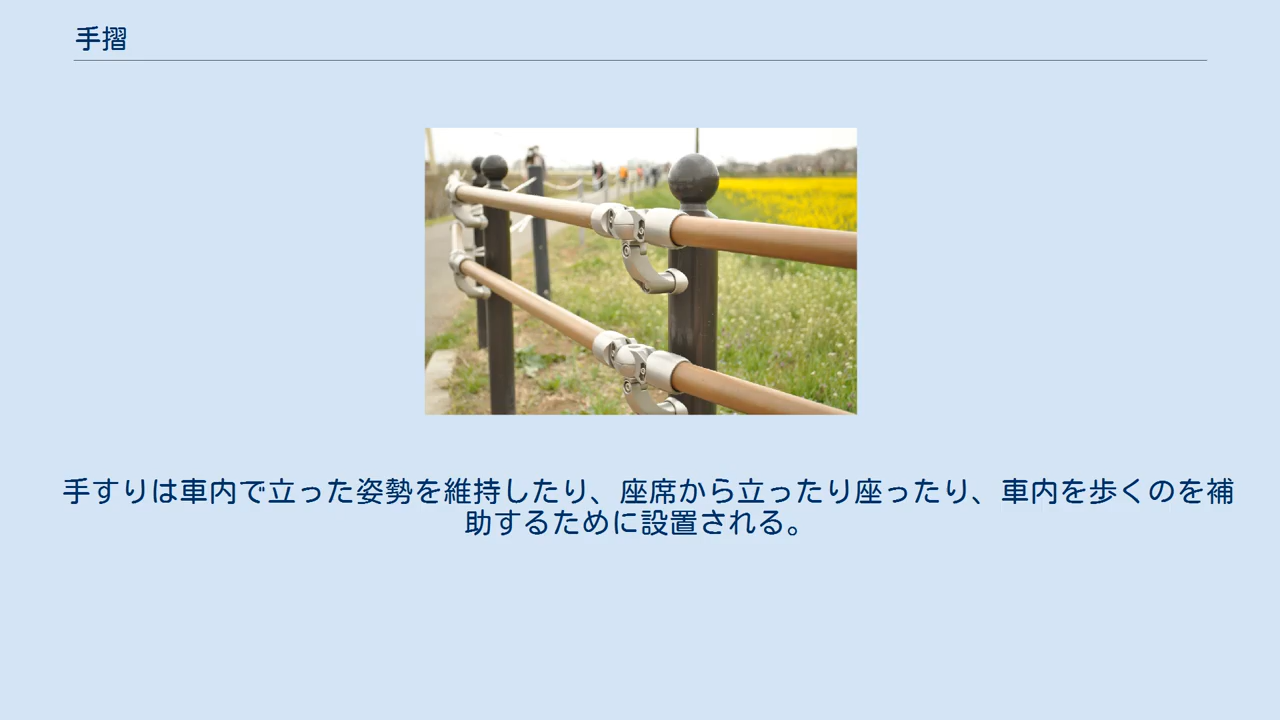 手摺
手すりは車内で立った姿勢を維持したり、座席から立ったり座ったり、車内を歩くのを補
助するために設置される。